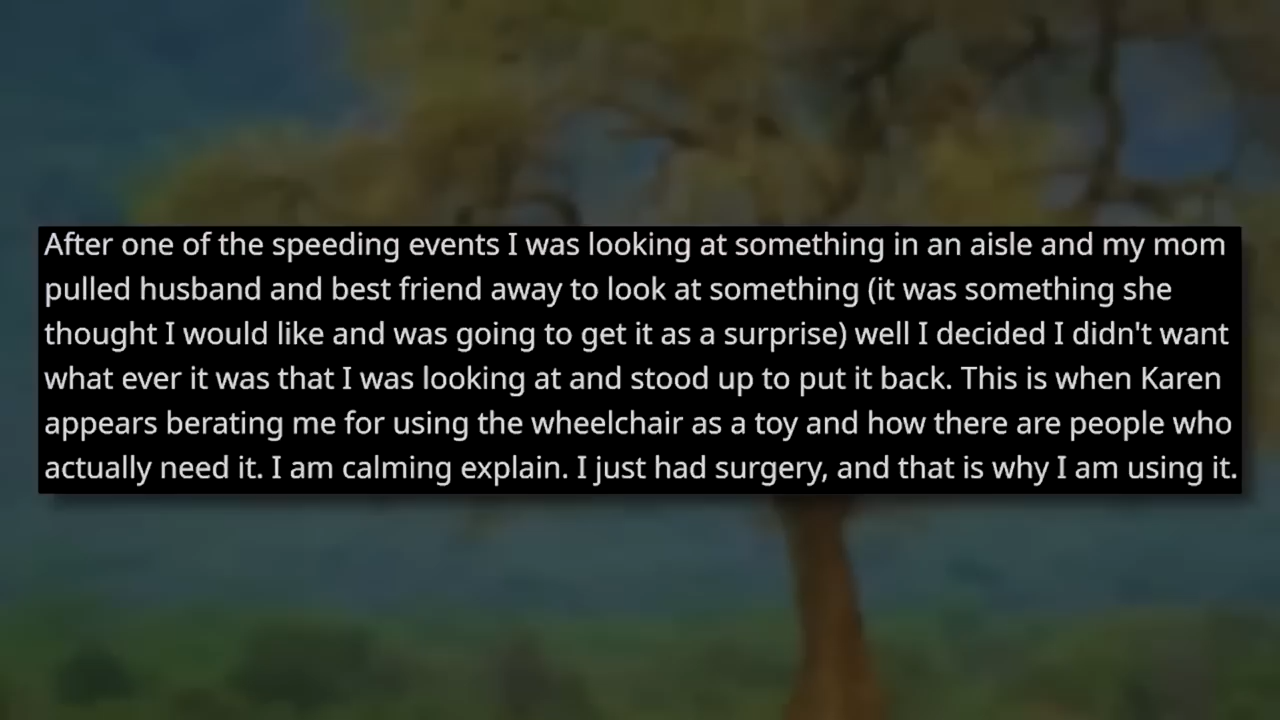 After one of the speeding events I was looking at something in an aisle and my mom
pulled husband and best friend away to look at something (it was something she
thought I would like and was going to get it as a surprise) well I decided I didn't want
what ever it was that I was looking at and stood up to put it back. This is when Karen
appears berating me for using the wheelchair as a toy and how there are people who
actually need it. I am calming explain. I just had surgery, and that is why I am using it.